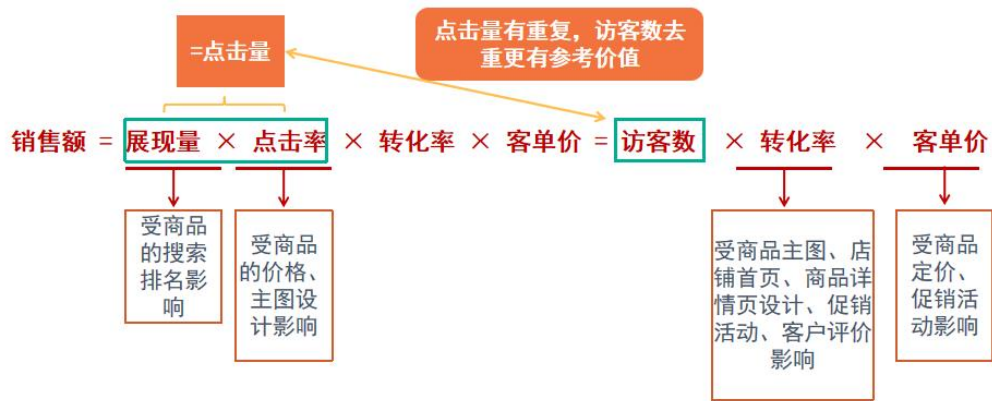 =点击量
点击量有重复，访客数去
重更有参考价值
销售额 = 展现量 × 点击率 × 转化率 × 客单价 = 访客数 × 转化率 × 客单价
受商品
的搜索
排名影
响
受商品
的价格、
主图设
计影响
受商品主图、店
铺首页、商品详
情页设计、促销
活动、客户评价
影响
受商品
定价、
促销活
动影响